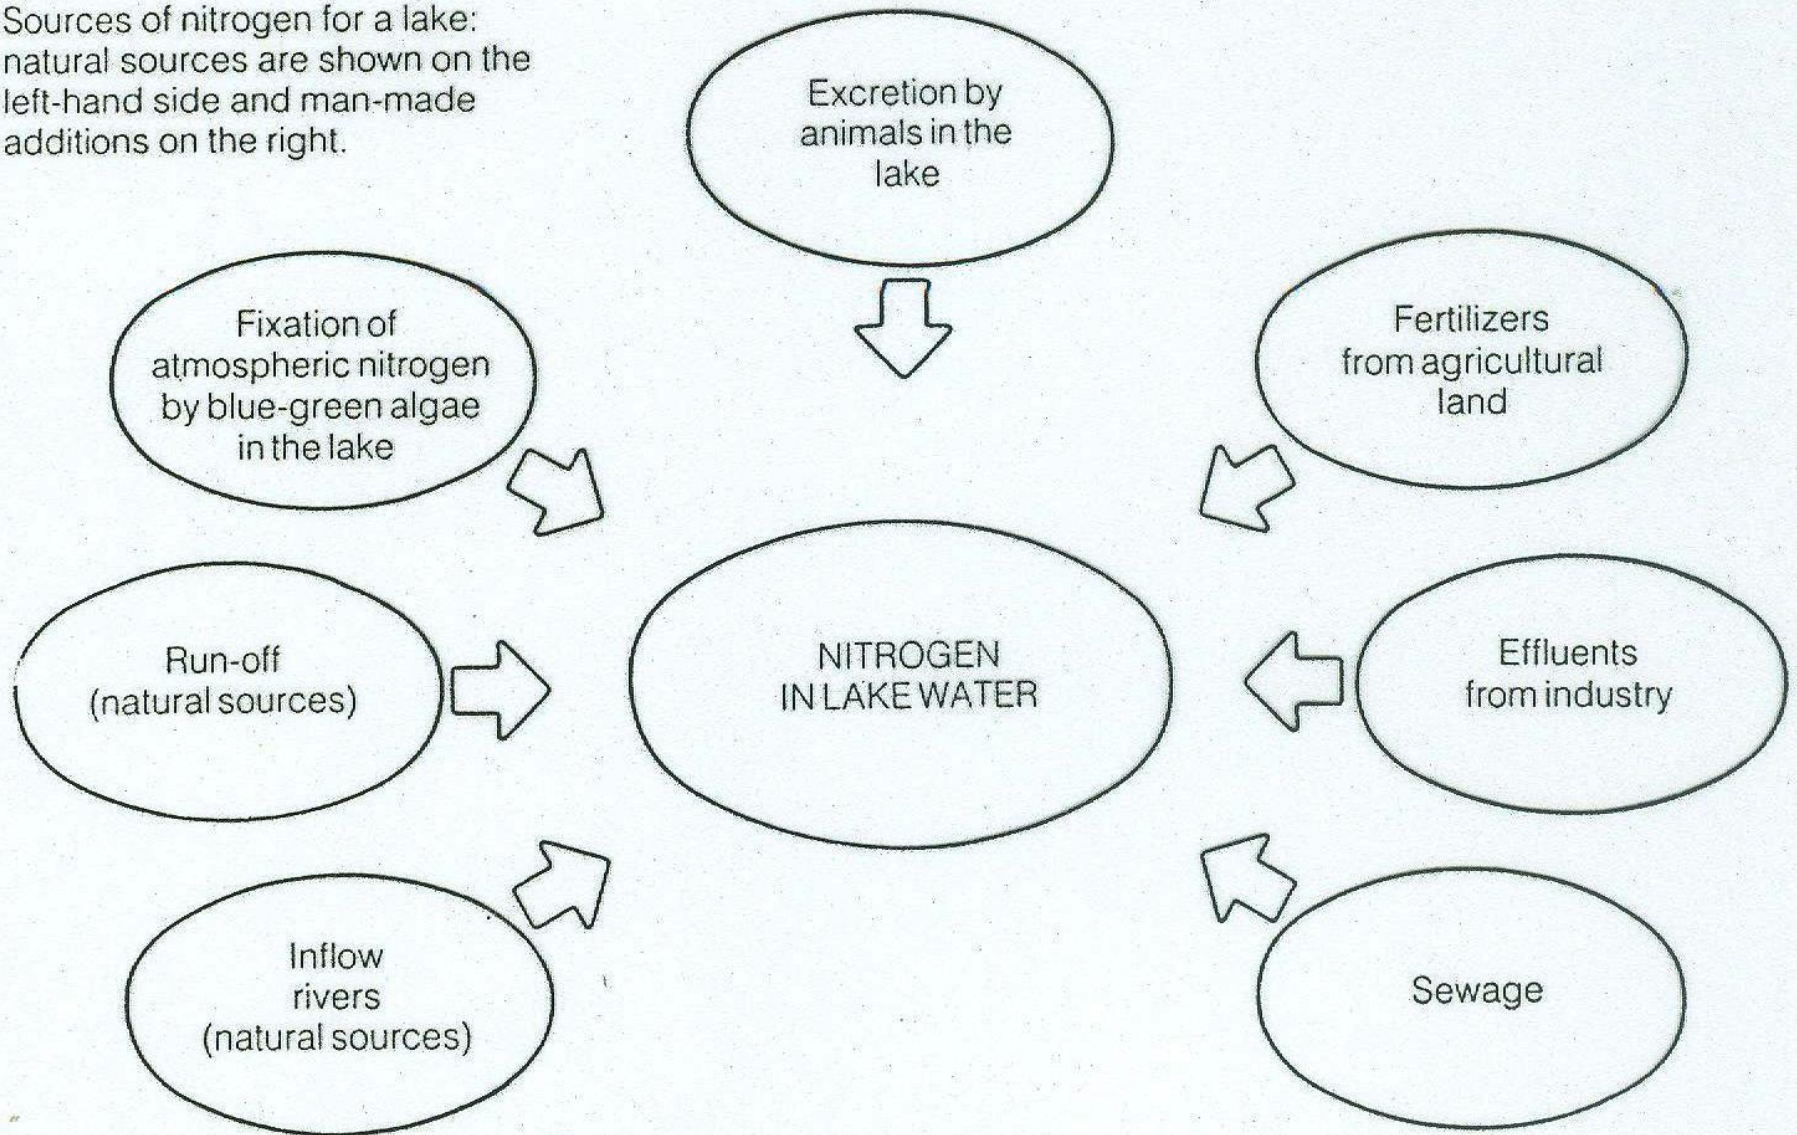 Sources of nitrogen for a lake:
natural sources are shown on the
left-hand side and man-made
additions on the right.
Excretion by
animals in the
lake
Fixation of
atmospheric nitrogen
by blue-green algae
in the lake
Fertilizers
from agricultural
land
Run-off
(natural sources)
NITROGEN
IN LAKE WATER
Effluents
from industry
Inflow
rivers
(natural sources)
Sewage